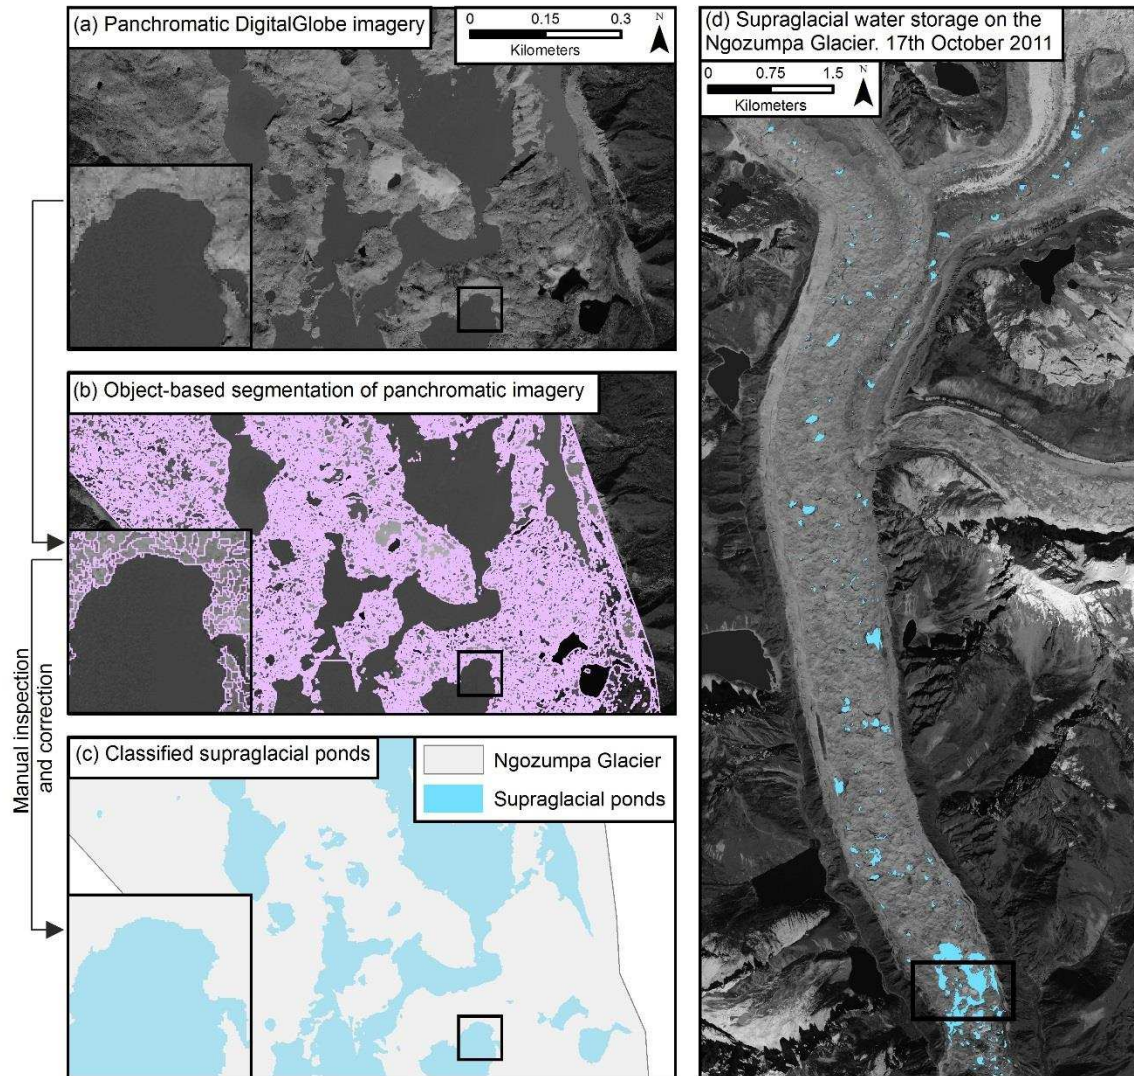 (a) Panchromatic DigitalGlobe imagery
0 0.15 0.3
Kilometers
N
(b) Object-based segmentation of panchromatic imagery
Manual inspection
and correction
(c) Classified supraglacial ponds
Ngozumpa Glacier
Supraglacial ponds
(d) Supraglacial water storage on the
Ngozumpa Glacier. 17th October 2011
0 0.75 1.5
Kilometers
N